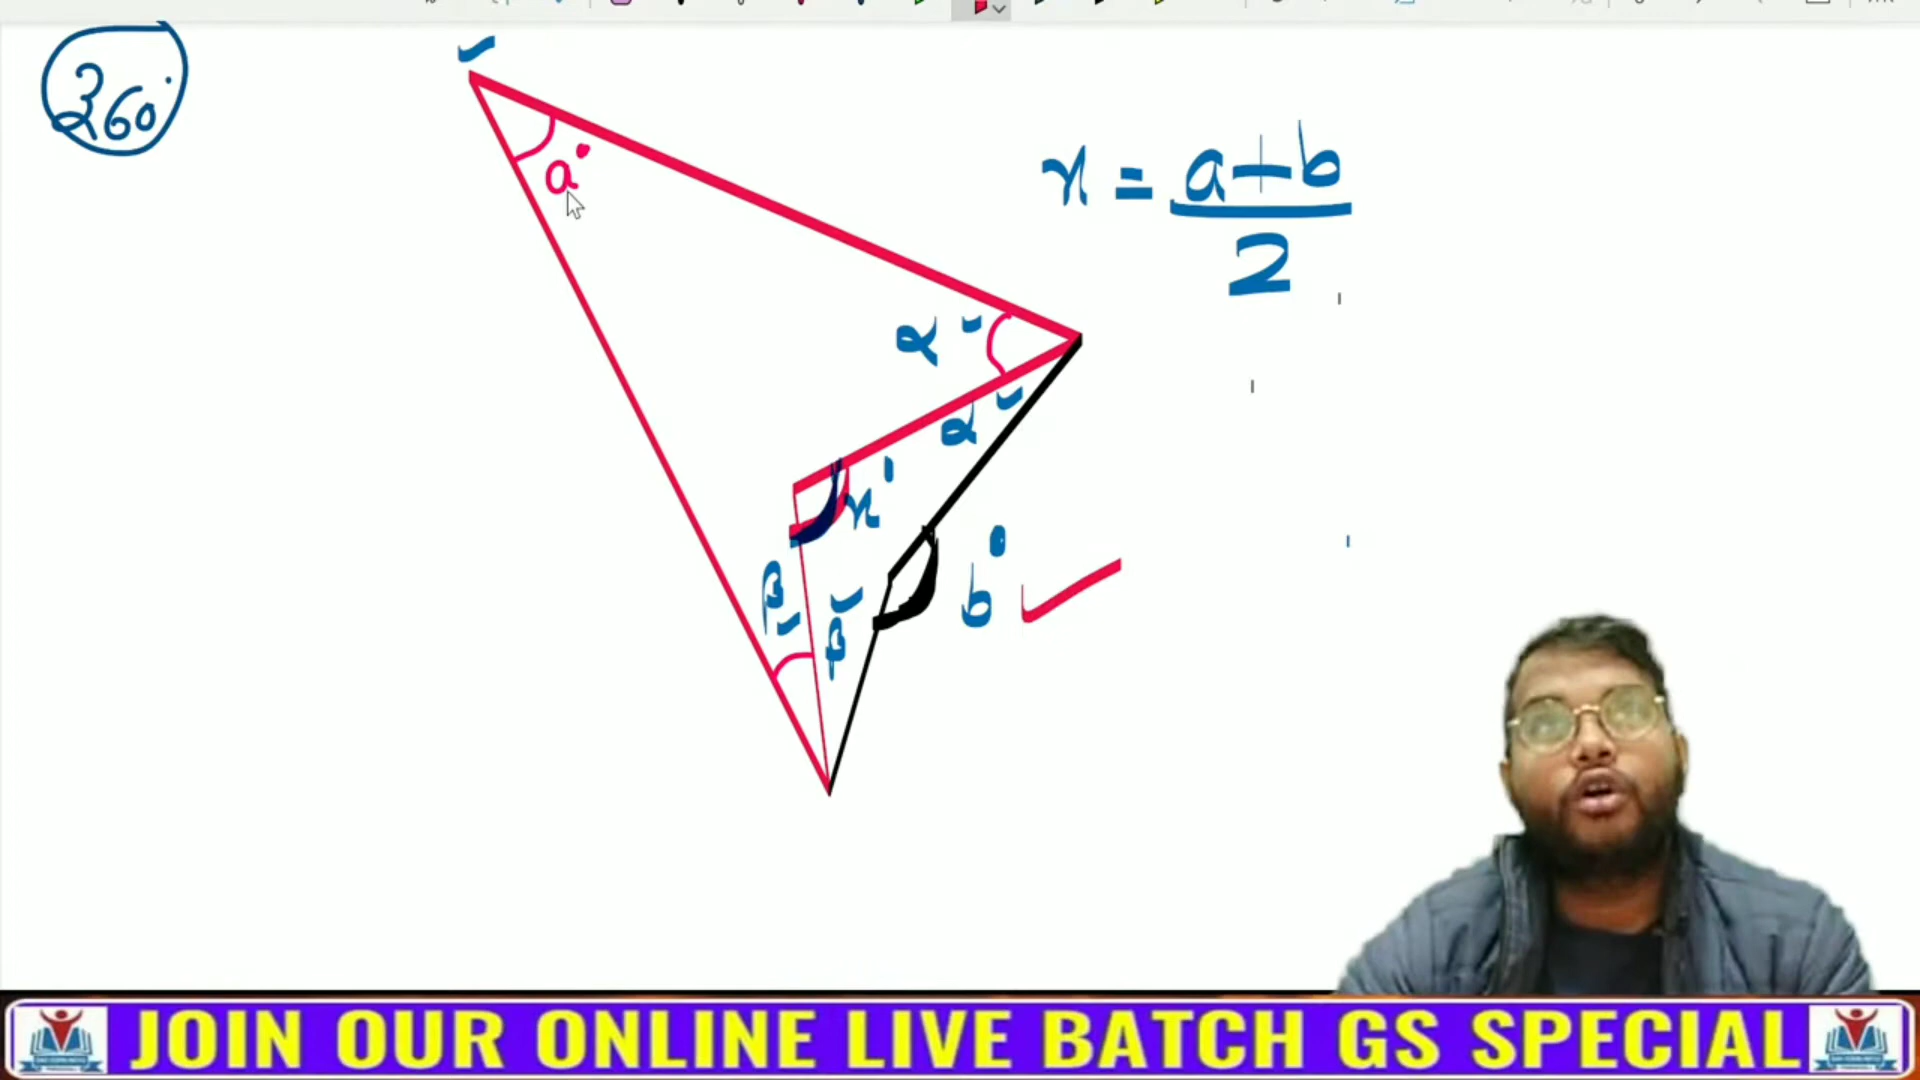 360°
a°
x = a+b
2
α
α
x
β
β
b°
JOIN OUR ONLINE LIVE BATCH GS SPECIAL